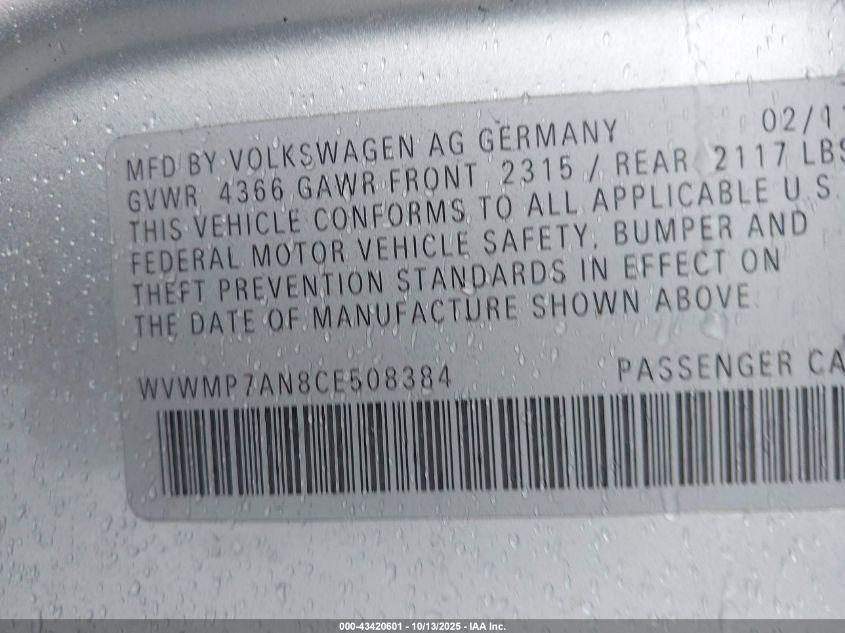 02/11
MFD BY VOLKSWAGEN AG GERMANY
GVWR 4366 GAWR FRONT 2315 / REAR 2117 LBS
THIS VEHICLE CONFORMS TO ALL APPLICABLE U S
FEDERAL MOTOR VEHICLE SAFETY, BUMPER AND
THEFT PREVENTION STANDARDS IN EFFECT ON
THE DATE OF MANUFACTURE SHOWN ABOVE.
WVWMP7AN8CE508384 PASSENGER CA
000-43420601 - 10/13/2025 - IAA Inc.